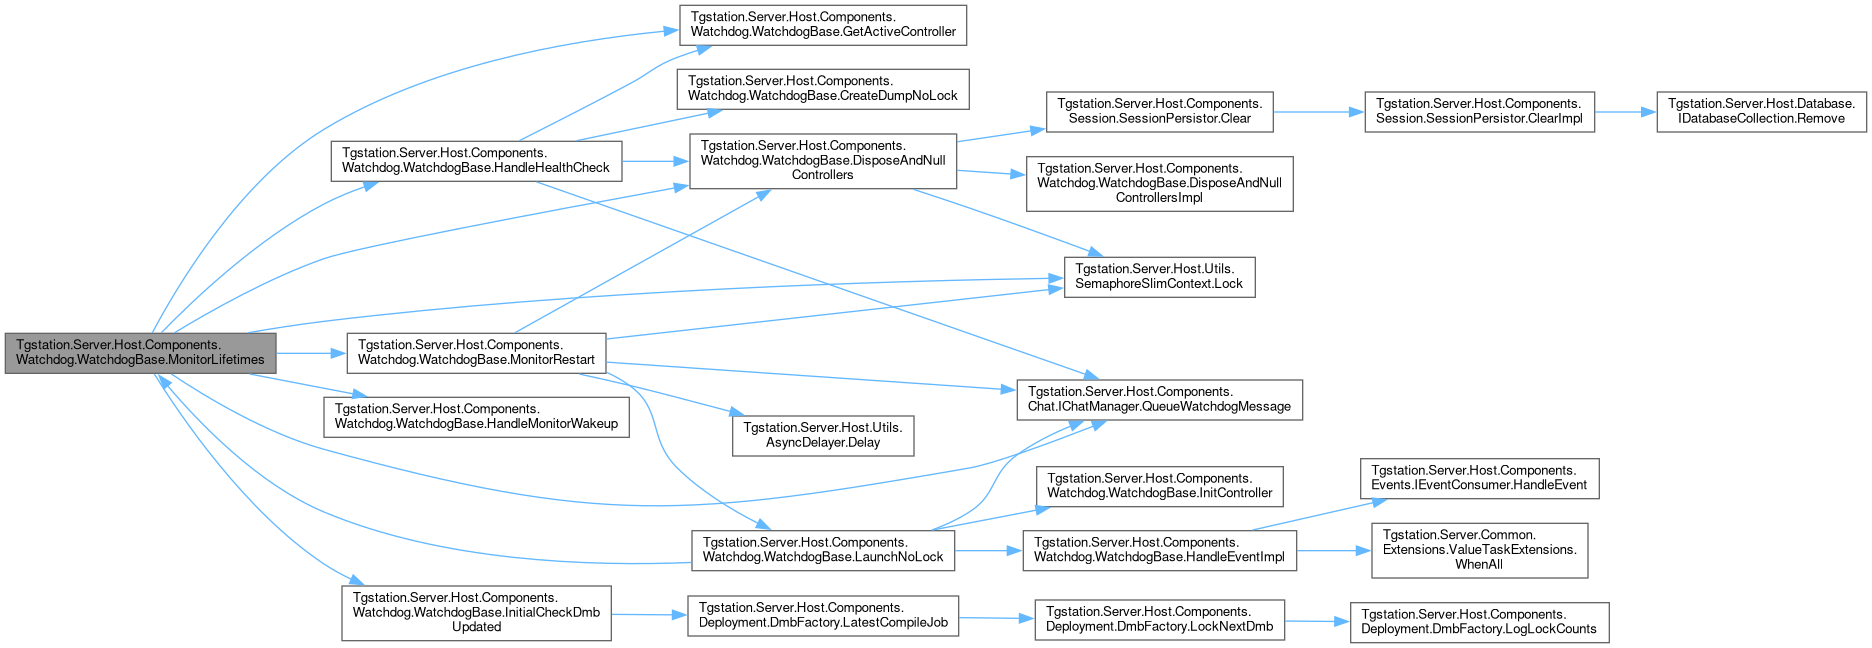 Tgstation.Server.Host.Components.
Watchdog.WatchdogBase.MonitorLifetimes
Tgstation.Server.Host.Components.
Watchdog.WatchdogBase.GetActiveController
Tgstation.Server.Host.Components.
Watchdog.WatchdogBase.HandleHealthCheck
Tgstation.Server.Host.Components.
Watchdog.WatchdogBase.CreateDumpNoLock
Tgstation.Server.Host.Components.
Watchdog.WatchdogBase.DisposeAndNull
Controllers
Tgstation.Server.Host.Components.
Session.SessionPersistor.Clear
Tgstation.Server.Host.Components.
Session.SessionPersistor.ClearImpl
Tgstation.Server.Host.Database.
IDatabaseCollection.Remove
Tgstation.Server.Host.Components.
Watchdog.WatchdogBase.DisposeAndNull
ControllersImpl
Tgstation.Server.Host.Utils.
SemaphoreSlimContext.Lock
Tgstation.Server.Host.Components.
Watchdog.WatchdogBase.MonitorRestart
Tgstation.Server.Host.Components.
Watchdog.WatchdogBase.HandleMonitorWakeup
Tgstation.Server.Host.Components.
Chat.IChatManager.QueueWatchdogMessage
Tgstation.Server.Host.Utils.
AsyncDelayer.Delay
Tgstation.Server.Host.Components.
Watchdog.WatchdogBase.LaunchNoLock
Tgstation.Server.Host.Components.
Watchdog.WatchdogBase.InitController
Tgstation.Server.Host.Components.
Watchdog.WatchdogBase.HandleEventImpl
Tgstation.Server.Host.Components.
Events.IEventConsumer.HandleEvent
Tgstation.Server.Common.
Extensions.ValueTaskExtensions.
WhenAll
Tgstation.Server.Host.Components.
Watchdog.WatchdogBase.InitialCheckDmb
Updated
Tgstation.Server.Host.Components.
Deployment.DmbFactory.LatestCompileJob
Tgstation.Server.Host.Components.
Deployment.DmbFactory.LockNextDmb
Tgstation.Server.Host.Components.
Deployment.DmbFactory.LogLockCounts